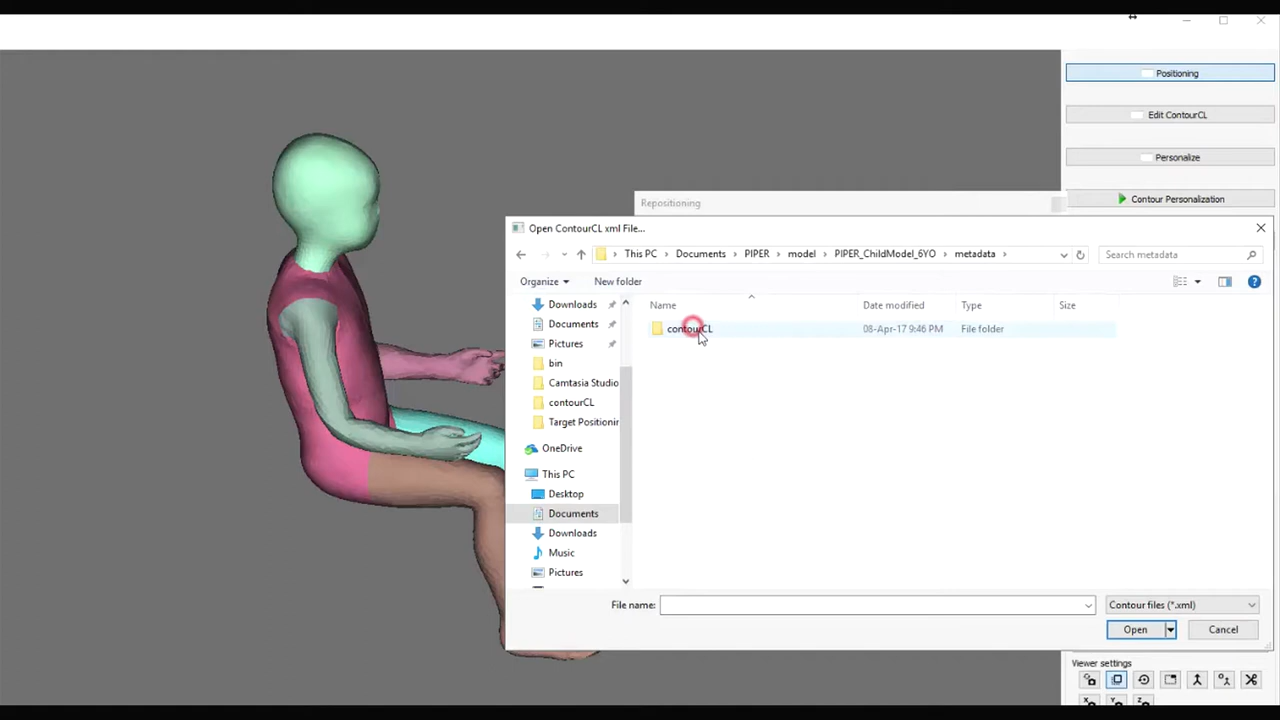 Positioning
Edit ContourCL
Personalize
Contour Personalization
Repositioning
Open ContourCL xml File...
This PC › Documents › PIPER › model › PIPER_ChildModel_6YO › metadata ›
Search metadata
Organize
New folder
Name
Date modified
Type
Size
contourCL
08-Apr-17 9:46 PM
File folder
Downloads
Documents
Pictures
bin
Camtasia Studio
contourCL
Target Positionin
OneDrive
This PC
Desktop
Documents
Downloads
Music
Pictures
File name:
Contour files (*.xml)
Open
Cancel
Viewer settings